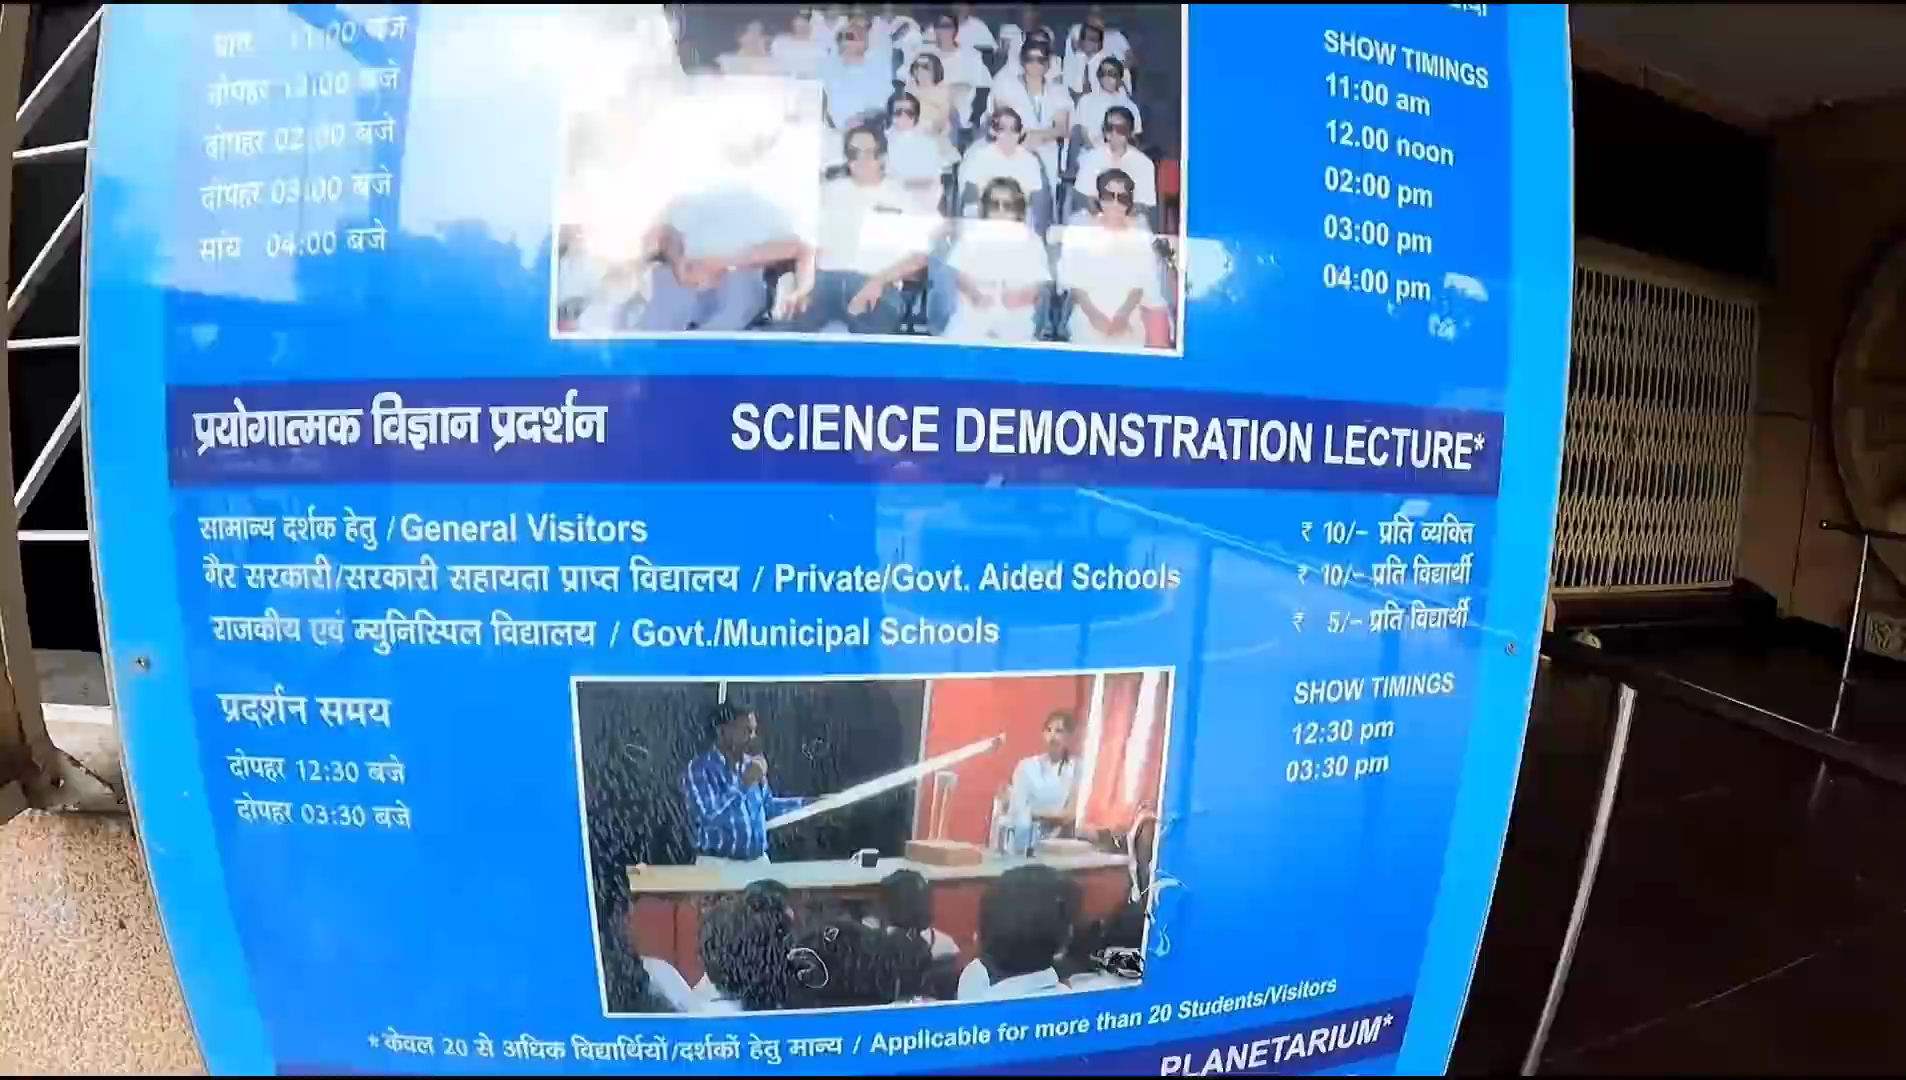 प्रातः 11:00 बजे
दोपहर 12:00 बजे
दोपहर 02:00 बजे
दोपहर 03:00 बजे
सांय 04:00 बजे
SHOW TIMINGS
11:00 am
12.00 noon
02:00 pm
03:00 pm
04:00 pm
प्रयोगात्मक विज्ञान प्रदर्शन SCIENCE DEMONSTRATION LECTURE*
सामान्य दर्शक हेतु / General Visitors ₹ 10/- प्रति व्यक्ति
गैर सरकारी/सरकारी सहायता प्राप्त विद्यालय / Private/Govt. Aided Schools ₹ 10/- प्रति विद्यार्थी
राजकीय एवं म्युनिस्पिल विद्यालय / Govt./Municipal Schools ₹ 5/- प्रति विद्यार्थी
प्रदर्शन समय
दोपहर 12:30 बजे
दोपहर 03:30 बजे
SHOW TIMINGS
12:30 pm
03:30 pm
*केवल 20 से अधिक विद्यार्थियों/दर्शकों हेतु मान्य / Applicable for more than 20 Students/Visitors
PLANETARIUM*